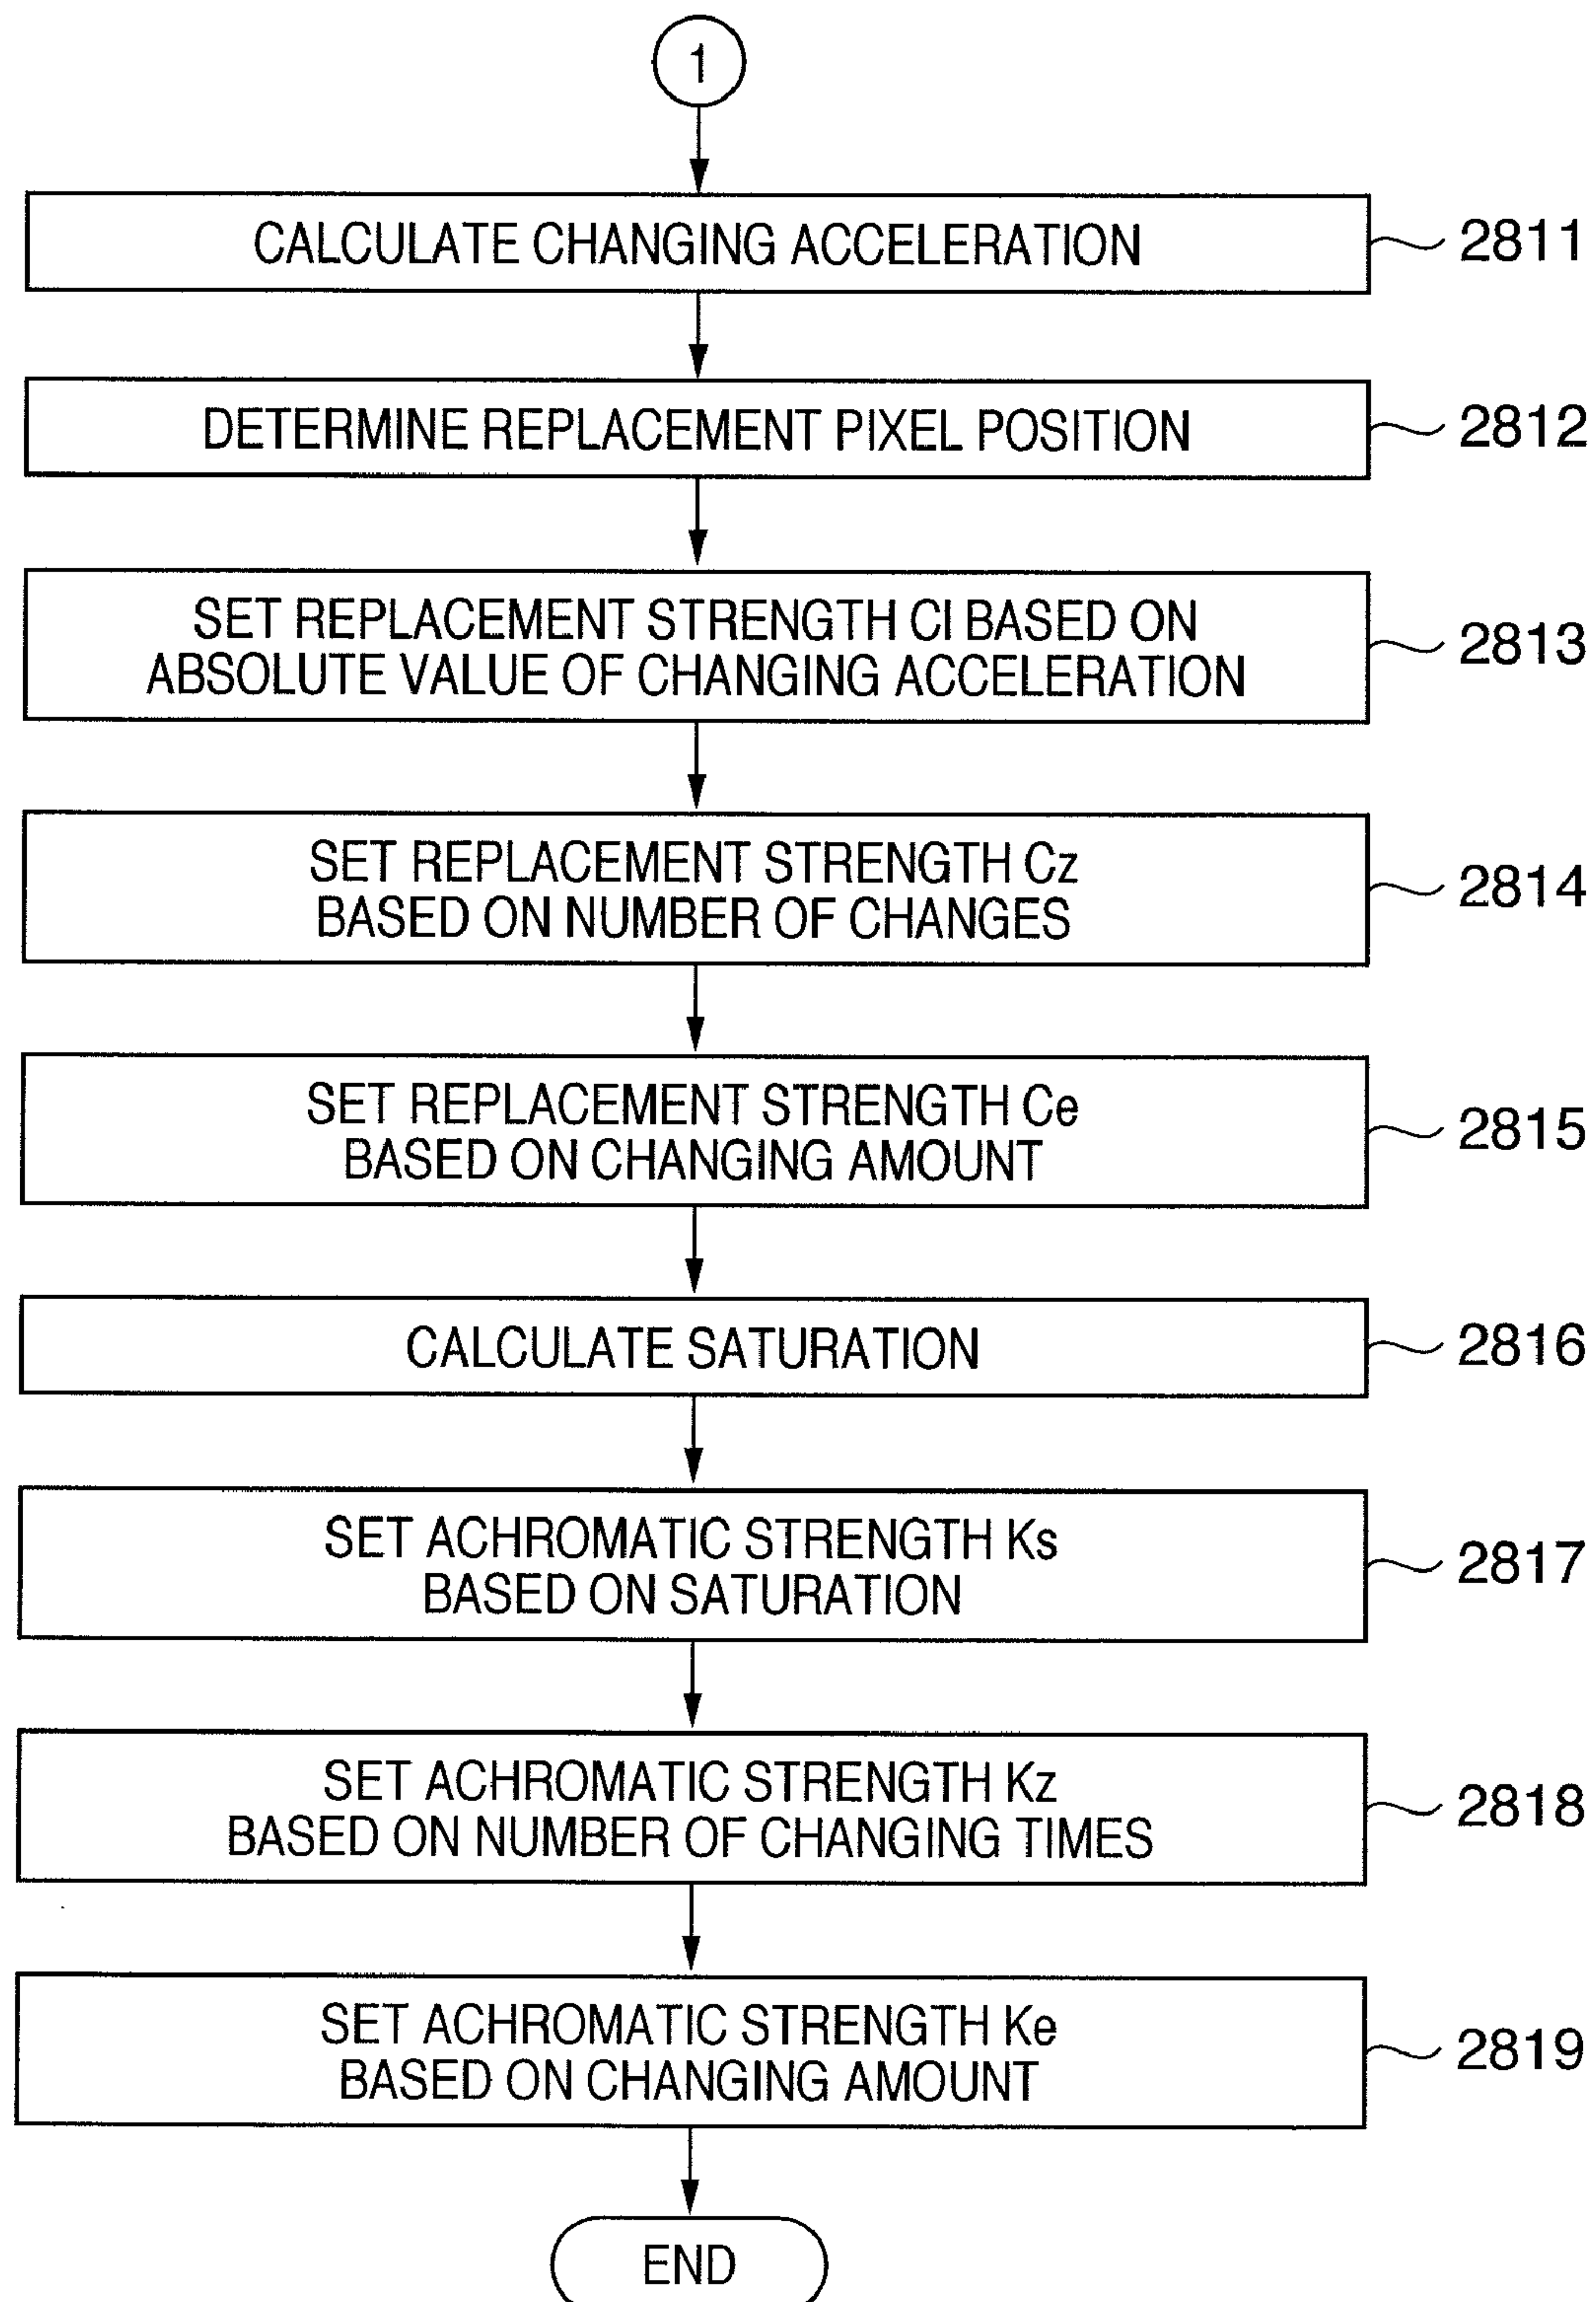 1
CALCULATE CHANGING ACCELERATION
2811
DETERMINE REPLACEMENT PIXEL POSITION
2812
SET REPLACEMENT STRENGTH Cl BASED ON
ABSOLUTE VALUE OF CHANGING ACCELERATION
2813
SET REPLACEMENT STRENGTH Cz
BASED ON NUMBER OF CHANGES
2814
SET REPLACEMENT STRENGTH Ce
BASED ON CHANGING AMOUNT
2815
CALCULATE SATURATION
2816
SET ACHROMATIC STRENGTH Ks
BASED ON SATURATION
2817
SET ACHROMATIC STRENGTH Kz
BASED ON NUMBER OF CHANGING TIMES
2818
SET ACHROMATIC STRENGTH Ke
BASED ON CHANGING AMOUNT
2819
END